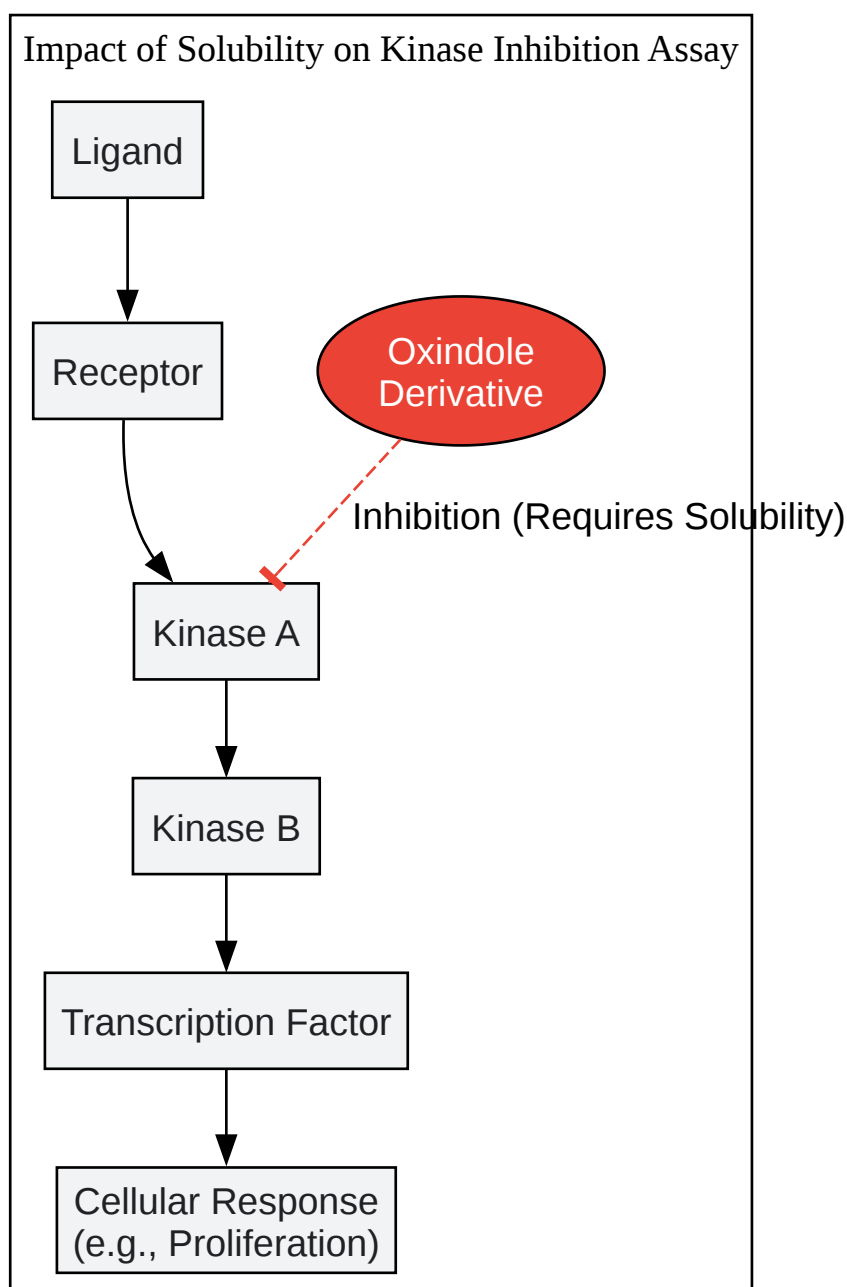 Impact of Solubility on Kinase Inhibition Assay
Ligand
Receptor
Oxindole
Derivative
Inhibition (Requires Solubility)
Kinase A
Kinase B
Transcription Factor
Cellular Response
(e.g., Proliferation)